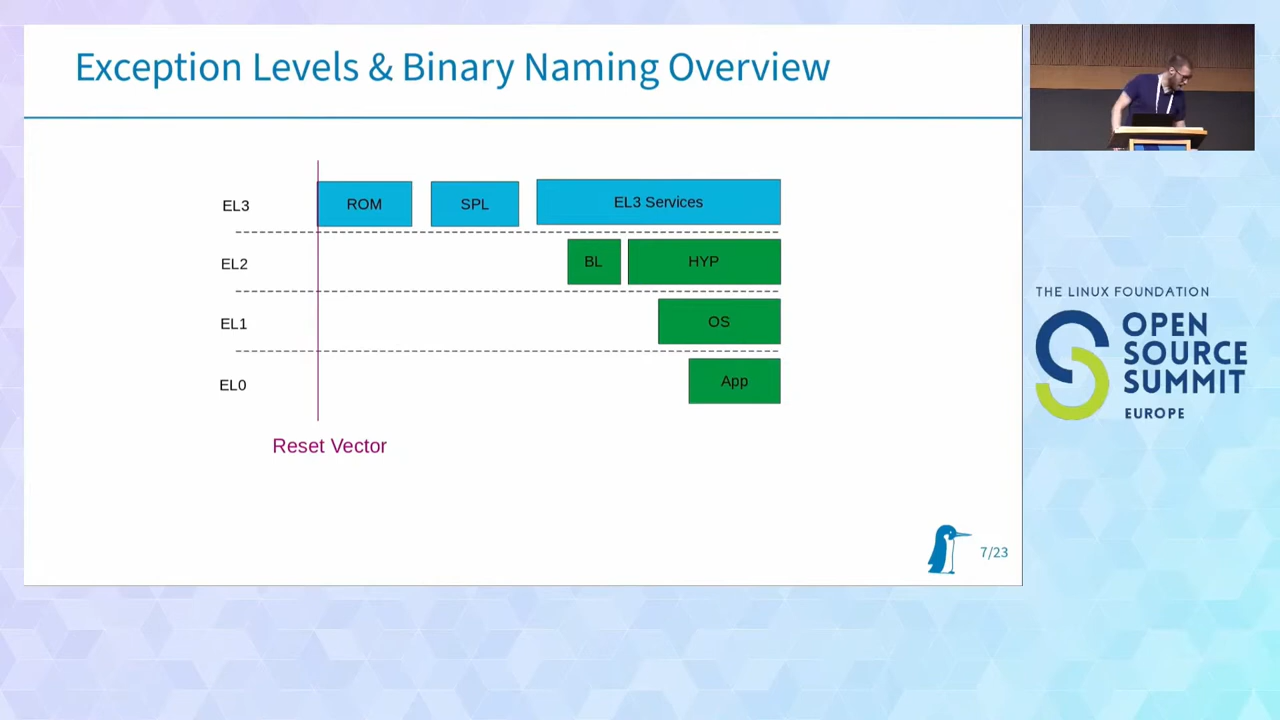 Exception Levels & Binary Naming Overview
EL3
ROM
SPL
EL3 Services
EL2
BL
HYP
EL1
OS
EL0
App
Reset Vector
7/23
THE LINUX FOUNDATION
OPEN
SOURCE
SUMMIT
EUROPE